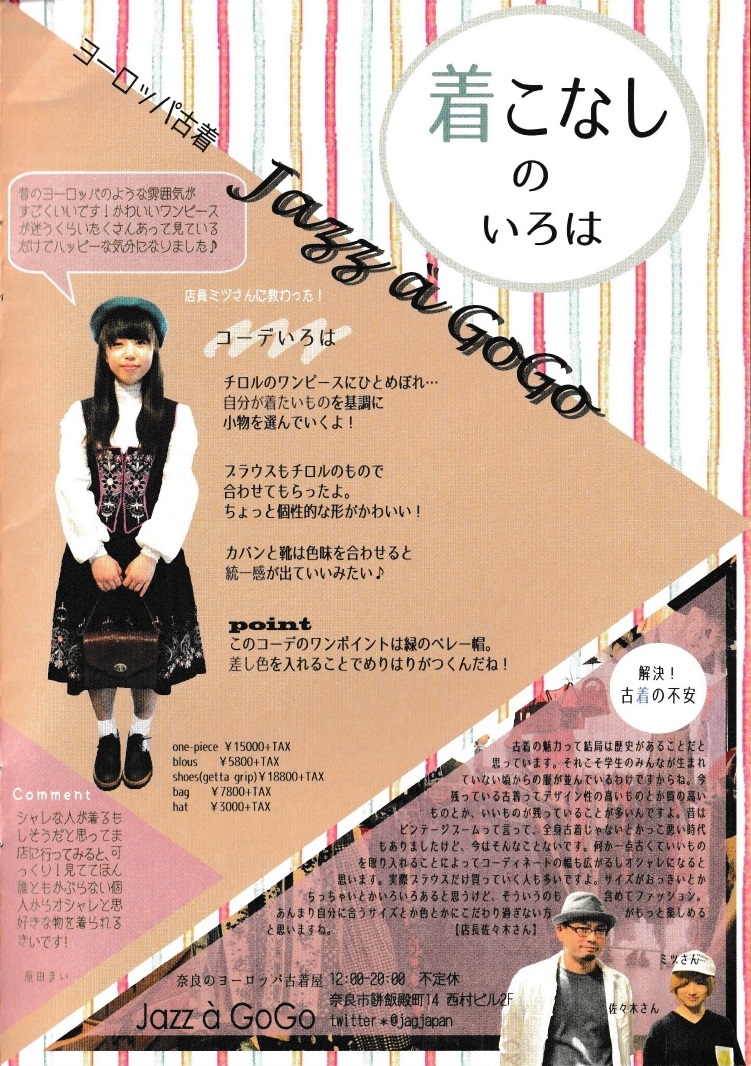 着こなし
の
いろは
ヨーロッパ古着
Jazz à GoGo
昔のヨーロッパのような雰囲気が
すごくいいです！かわいいワンピース
が迷うくらいたくさんあって見ている
だけでハッピーな気分になりました♪
店員ミツさんに教わった！
コーデいろは
チロルのワンピースにひとめぼれ…
自分が着たいものを基調に
小物を選んでいくよ！
ブラウスもチロルのもので
合わせてもらったよ。
ちょっと個性的な形がかわいい！
カバンと靴は色味を合わせると
統一感が出ていいみたい♪
point
このコーデのワンポイントは緑のベレー帽。
差し色を入れることでめりはりがつくんだね！
one-piece ￥15000+TAX
blous ￥5800+TAX
shoes(getta grip)￥18800+TAX
bag ￥7800+TAX
hat ￥3000+TAX
Comment
シャレな人が着るも
しそうだと思ってま
店に行ってみると、可
っくり！見ててほん
誰ともかぶらない個
人からオシャレと思
好きな物を着られる
きいです！
原田まい
解決！
古着の不安
古着の魅力って結局は歴史があることだと
思っています。それこそ学生のみんなが生まれ
ていない頃からの服が並んでいるわけですからね。今
残っている古着ってデザイン性の高いものとか質の高い
ものとか、いいものが残っていることが多いんですよ。昔は
ビンテージブームって言って、全身古着じゃないとかっこ悪い時代
もありましたけど、今はそんなことないです。何か一点古くていいもの
を取り入れることによってコーディネートの幅も広がるしオシャレになると
思います。実際ブラウスだけ買っていく人も多いですよ。サイズがおっきいとか
ちっちゃいとかいろいろあると思うけど、そういうのも 含めてファッション。
あんまり自分に合うサイズとか色とかにこだわり過ぎない方 がもっと楽しめる
と思いますね。 【店長佐々木さん】
ミツさん
佐々木さん
奈良のヨーロッパ古着屋
Jazz à GoGo
12:00-20:00 不定休
奈良市餅飯殿町14 西村ビル2F
twitter＊@jagjapan